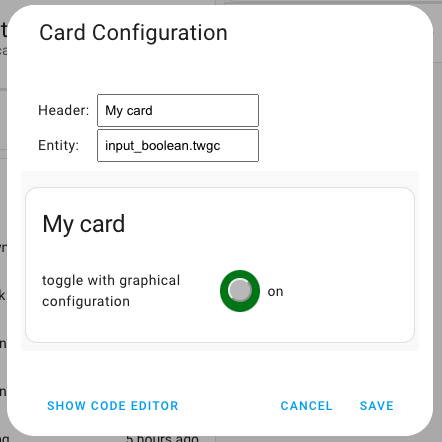 Card Configuration
Header: My card
Entity: input_boolean.twgc
My card
toggle with graphical
configuration
on
SHOW CODE EDITOR CANCEL SAVE
5 hours ago